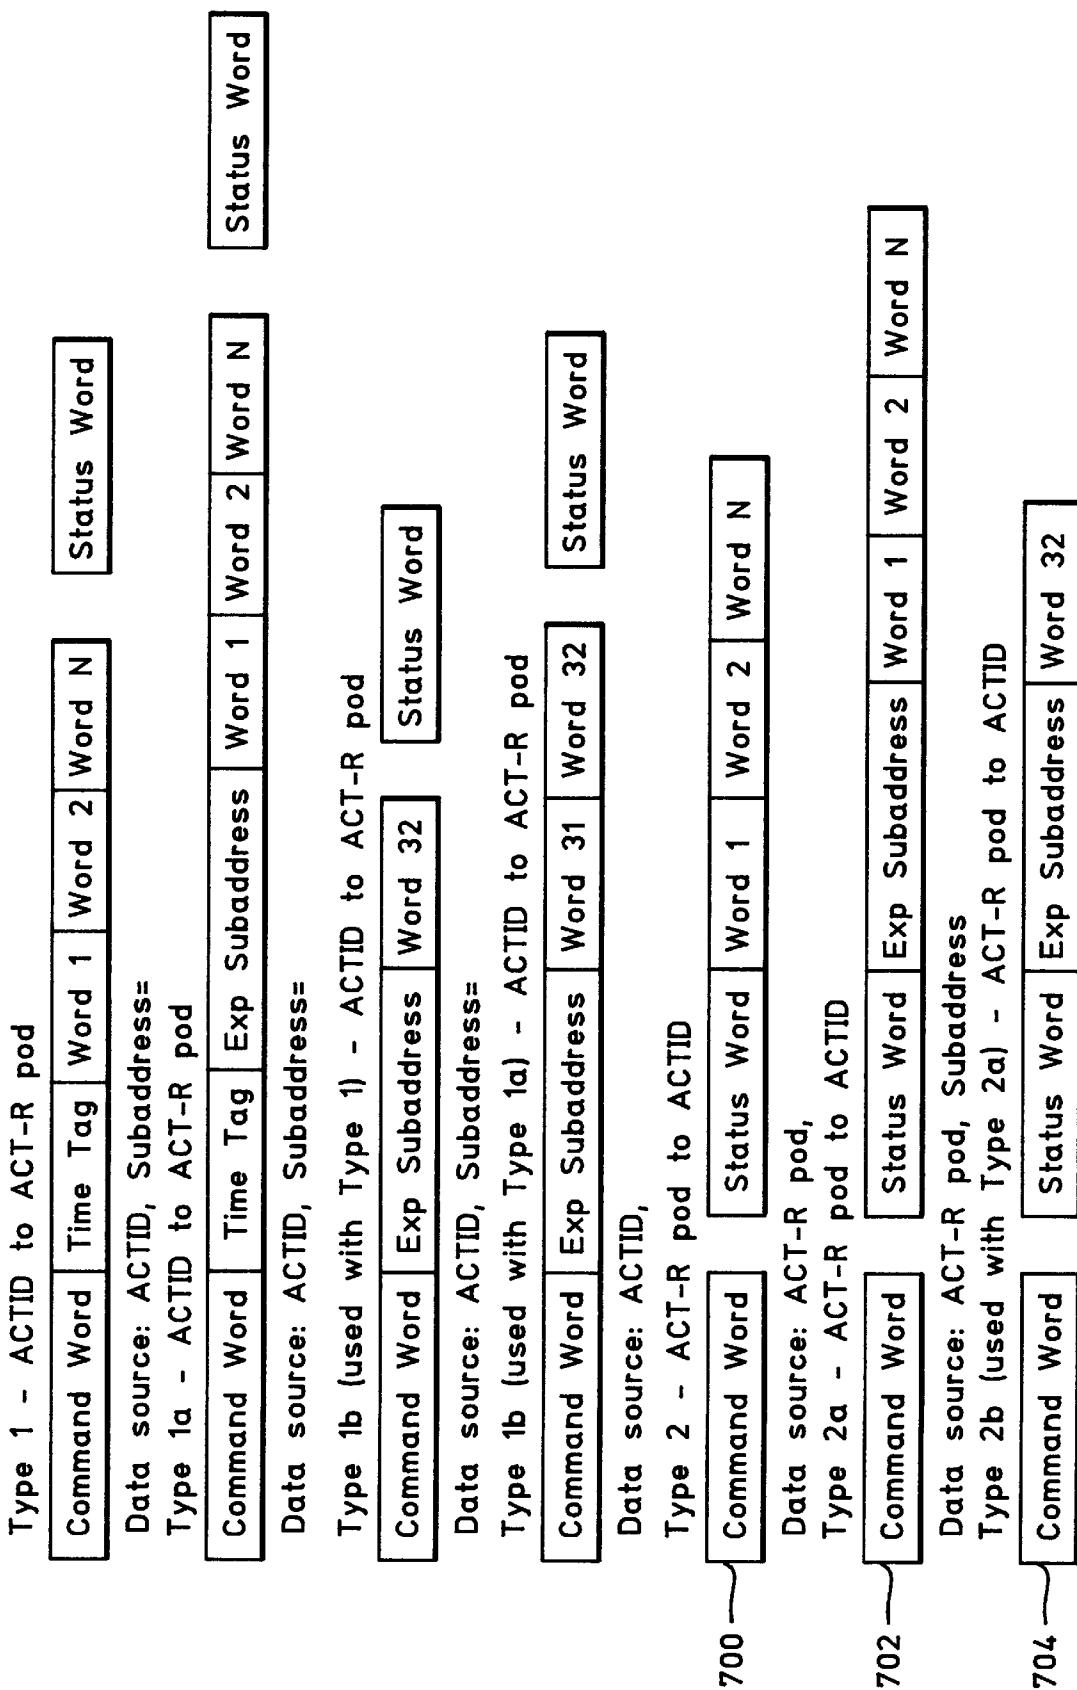 Type 1 - ACTID to ACT-R pod
Command Word Time Tag Word 1 Word 2 Word N Status Word
Data source: ACTID, Subaddress=
Type 1a - ACTID to ACT-R pod
Command Word Time Tag Exp Subaddress Word 1 Word 2 Word N Status Word
Data source: ACTID, Subaddress=
Type 1b (used with Type 1) - ACTID to ACT-R pod
Command Word Exp Subaddress Word 32 Status Word
Data source: ACTID, Subaddress=
Type 1b (used with Type 1a) - ACTID to ACT-R pod
Command Word Exp Subaddress Word 31 Word 32 Status Word
Data source: ACTID,
Type 2 - ACT-R pod to ACTID
700 Command Word Status Word Word 1 Word 2 Word N
Data source: ACT-R pod,
Type 2a - ACT-R pod to ACTID
702 Command Word Status Word Exp Subaddress Word 1 Word 2 Word N
Data source: ACT-R pod, Subaddress
Type 2b (used with Type 2a) - ACT-R pod to ACTID
704 Command Word Status Word Exp Subaddress Word 32